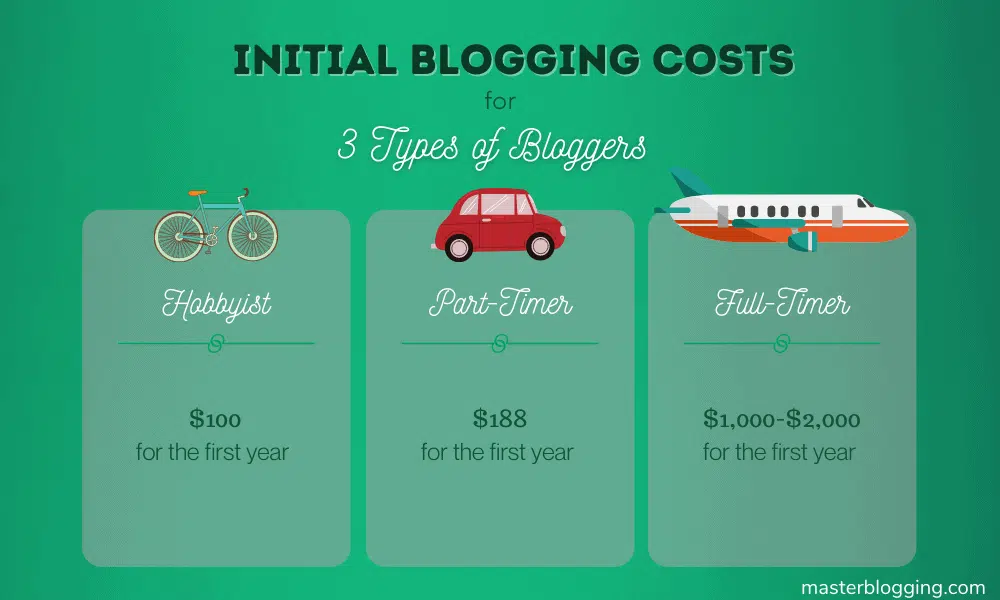 INITIAL BLOGGING COSTS
for
3 Types of Bloggers
Hobbyist
$100
for the first year
Part-Timer
$188
for the first year
Full-Timer
$1,000-$2,000
for the first year
masterblogging.com